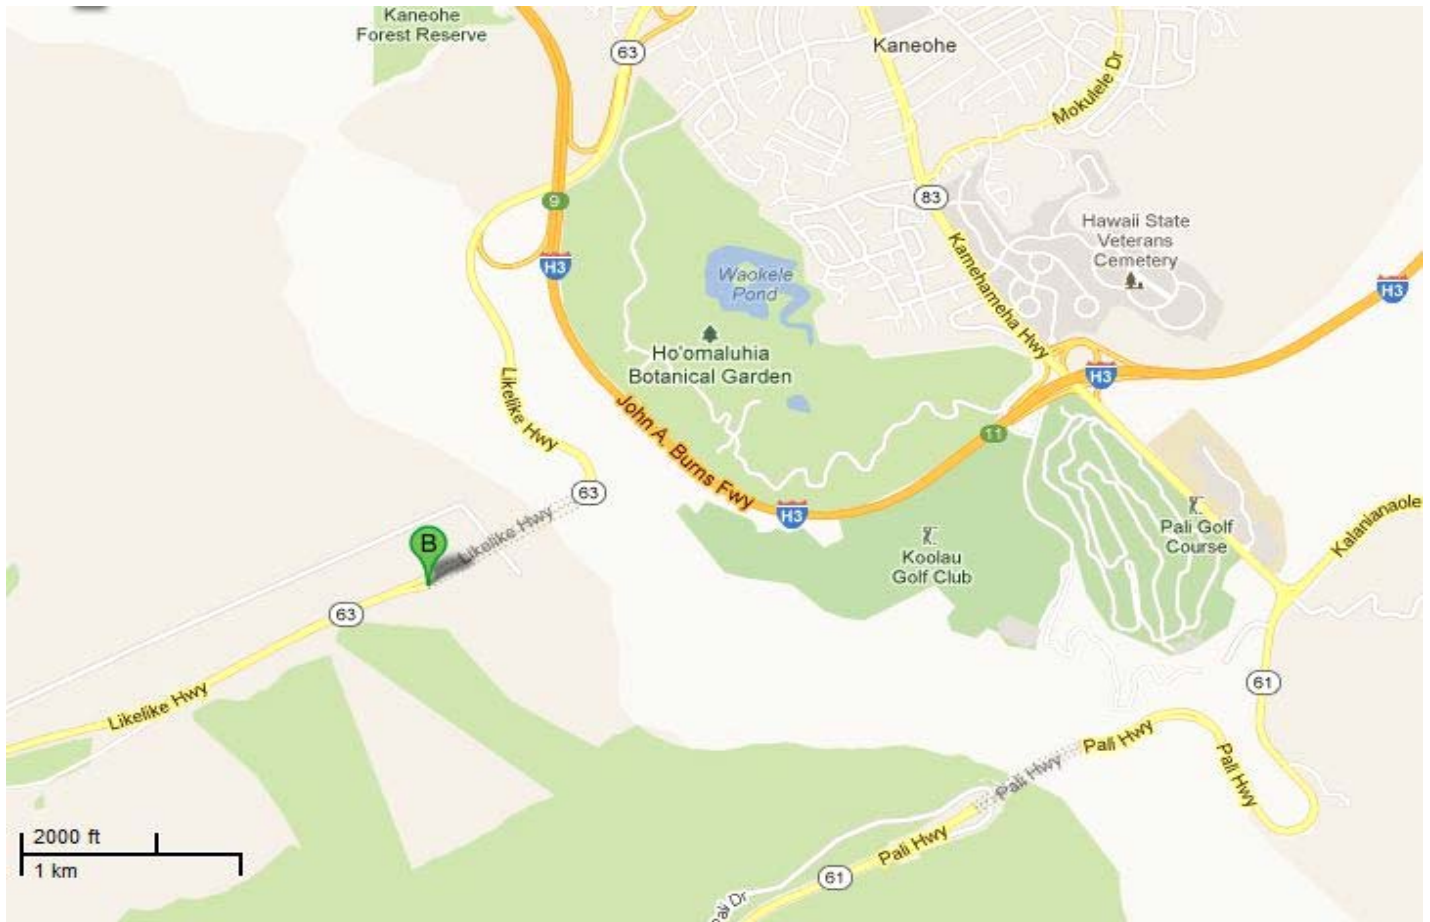 Kaneohe
Forest Reserve
63
Kaneohe
Mokulele Dr
9
83
Hawaii State
Veterans
Cemetery
H3
Kamehameha Hwy
H3
Waokele
Pond
Ho'omaluhia
Botanical Garden
H3
Likelike Hwy
John A. Burns Fwy
11
63
H3
Likelike Hwy
B
Koolau
Golf Club
Pali Golf
Course
Kalanianaole
63
Likelike Hwy
61
Pali Hwy
Pali Hwy
Pali Hwy
Pali Hwy
61
2000 ft
1 km